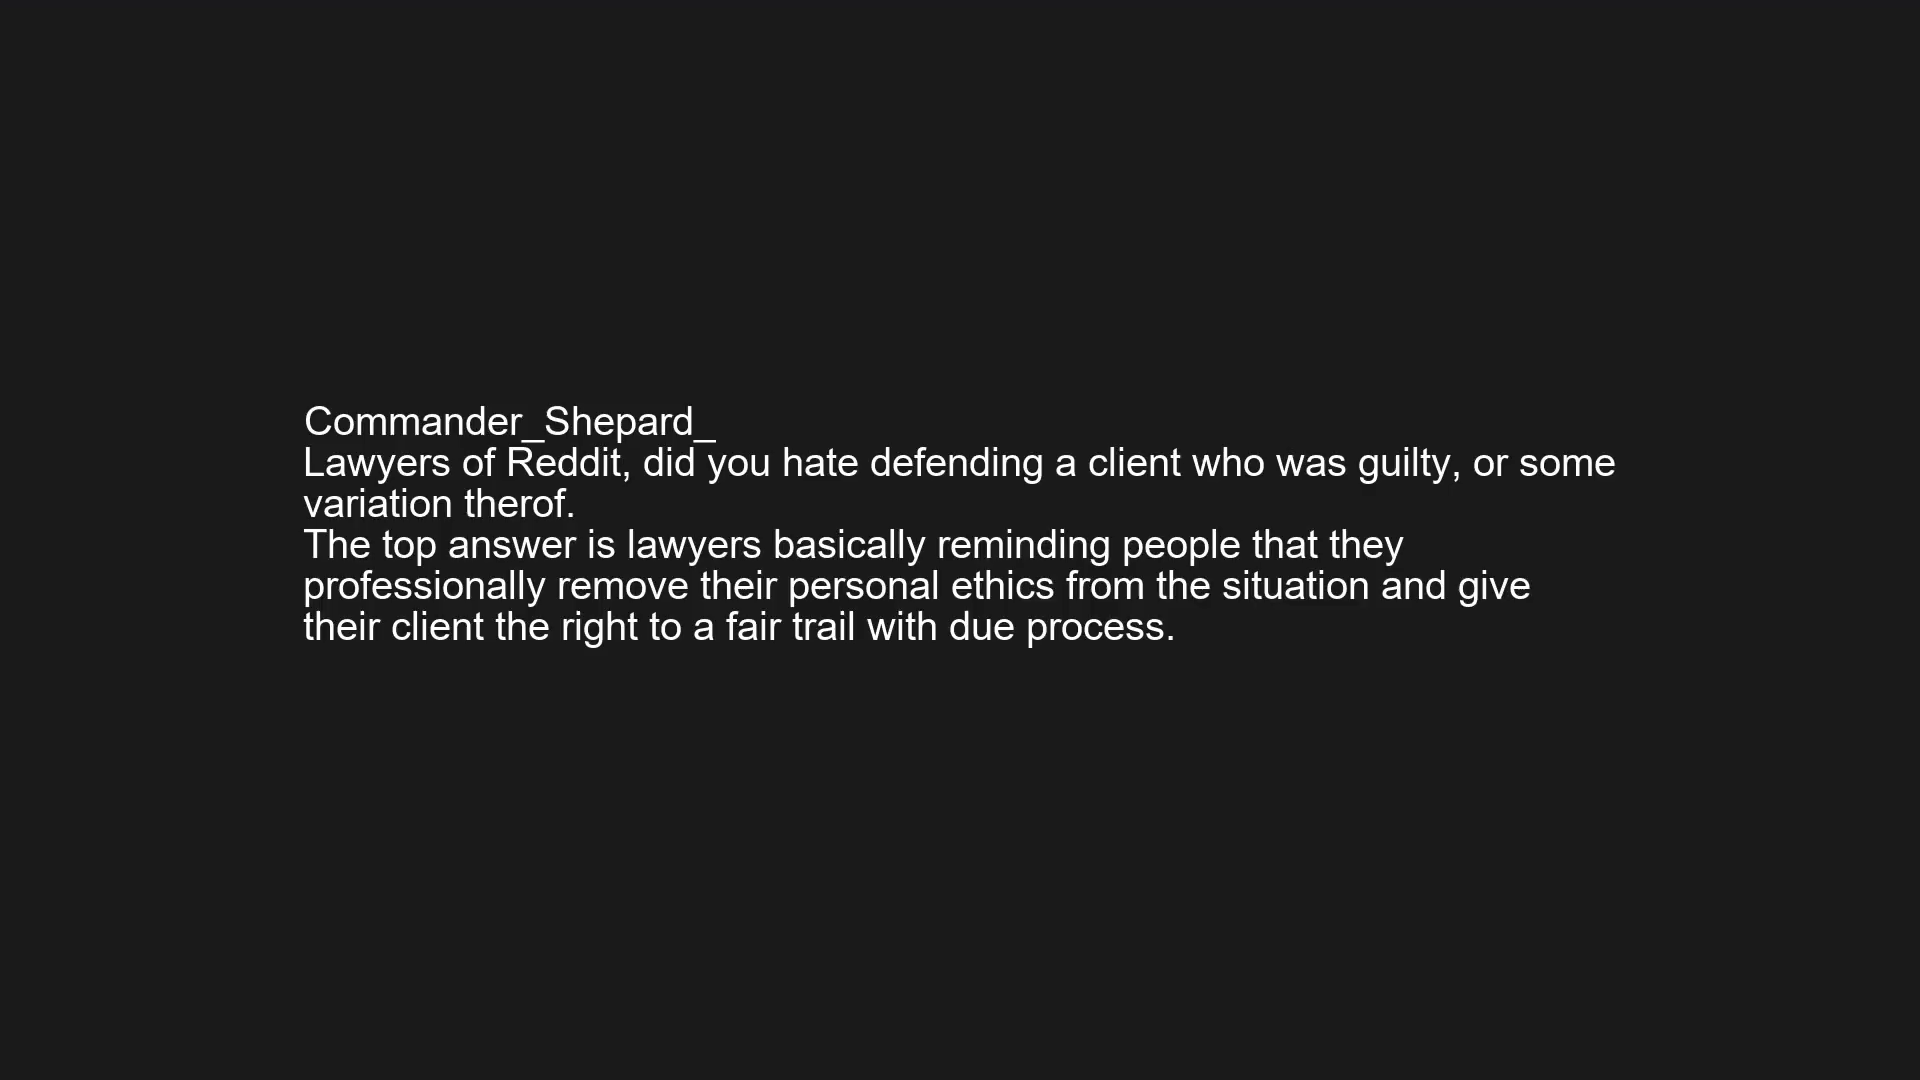 Commander_Shepard_
Lawyers of Reddit, did you hate defending a client who was guilty, or some
variation therof.
The top answer is lawyers basically reminding people that they
professionally remove their personal ethics from the situation and give
their client the right to a fair trail with due process.